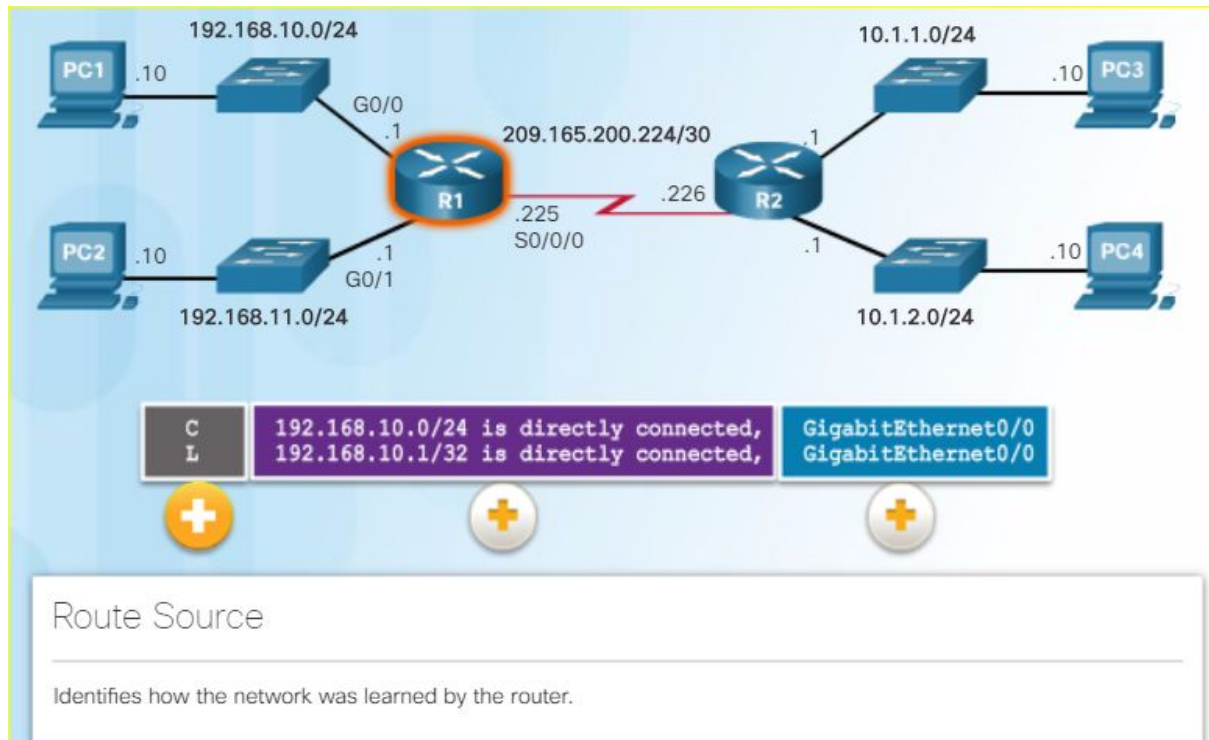 192.168.10.0/24
10.1.1.0/24
PC1
.10
.10
PC3
G0/0
.1
209.165.200.224/30
.1
R1
.226
R2
.225
S0/0/0
PC2
.10
.1
G0/1
.1
.10
PC4
192.168.11.0/24
10.1.2.0/24
C 192.168.10.0/24 is directly connected, GigabitEthernet0/0
L 192.168.10.1/32 is directly connected, GigabitEthernet0/0
Route Source
Identifies how the network was learned by the router.